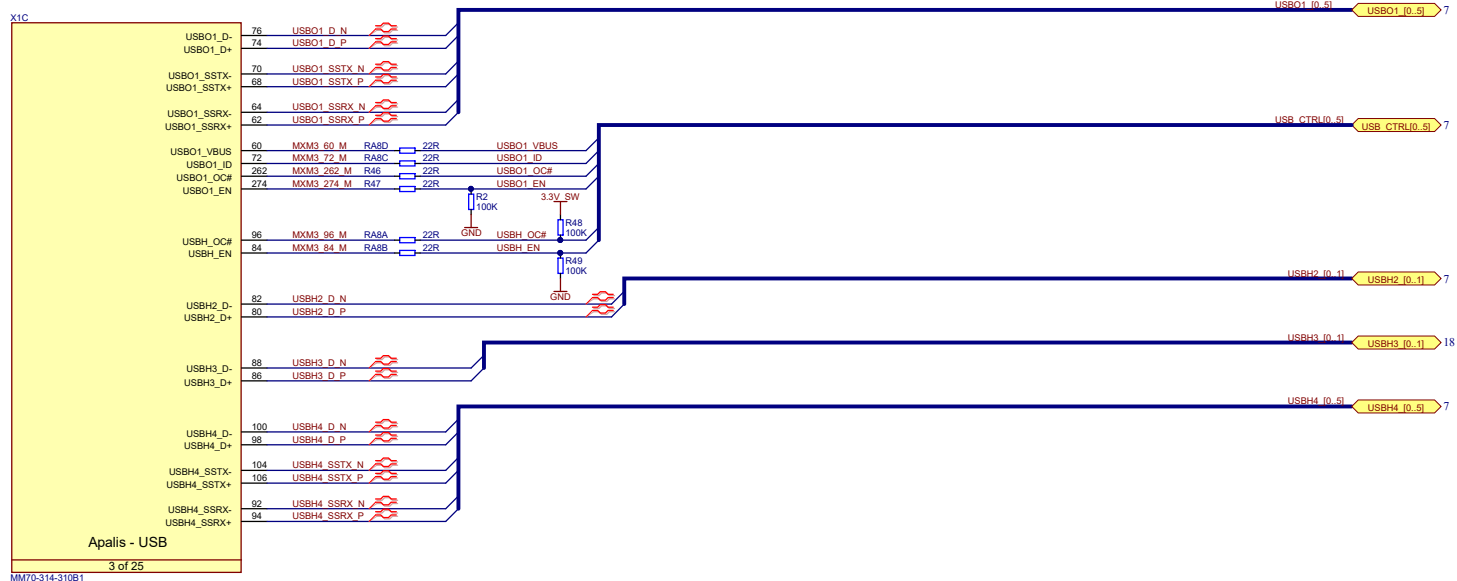 X1C
USBO1_[0..5] USBO1_[0..5] 7
USBO1_D- 76 USBO1_D_N
USBO1_D+ 74 USBO1_D_P
USBO1_SSTX- 70 USBO1_SSTX_N
USBO1_SSTX+ 68 USBO1_SSTX_P
USBO1_SSRX- 64 USBO1_SSRX_N
USBO1_SSRX+ 62 USBO1_SSRX_P
USB_CTRL[0..5] USB_CTRL[0..5] 7
USBO1_VBUS 60 MXM3_60_M RA8D 22R USBO1_VBUS
USBO1_ID 72 MXM3_72_M RA8C 22R USBO1_ID
USBO1_OC# 262 MXM3_262_M R46 22R USBO1_OC#
USBO1_EN 274 MXM3_274_M R47 22R USBO1_EN
R2
100K
GND
3.3V_SW
R48
100K
USBH_OC# 96 MXM3_96_M RA8A 22R USBH_OC#
USBH_EN 84 MXM3_84_M RA8B 22R USBH_EN
R49
100K
GND
USBH2_[0..1] USBH2_[0..1] 7
USBH2_D- 82 USBH2_D_N
USBH2_D+ 80 USBH2_D_P
USBH3_[0..1] USBH3_[0..1] 18
USBH3_D- 88 USBH3_D_N
USBH3_D+ 86 USBH3_D_P
USBH4_[0..5] USBH4_[0..5] 7
USBH4_D- 100 USBH4_D_N
USBH4_D+ 98 USBH4_D_P
USBH4_SSTX- 104 USBH4_SSTX_N
USBH4_SSTX+ 106 USBH4_SSTX_P
USBH4_SSRX- 92 USBH4_SSRX_N
USBH4_SSRX+ 94 USBH4_SSRX_P
Apalis - USB
3 of 25
MM70-314-310B1